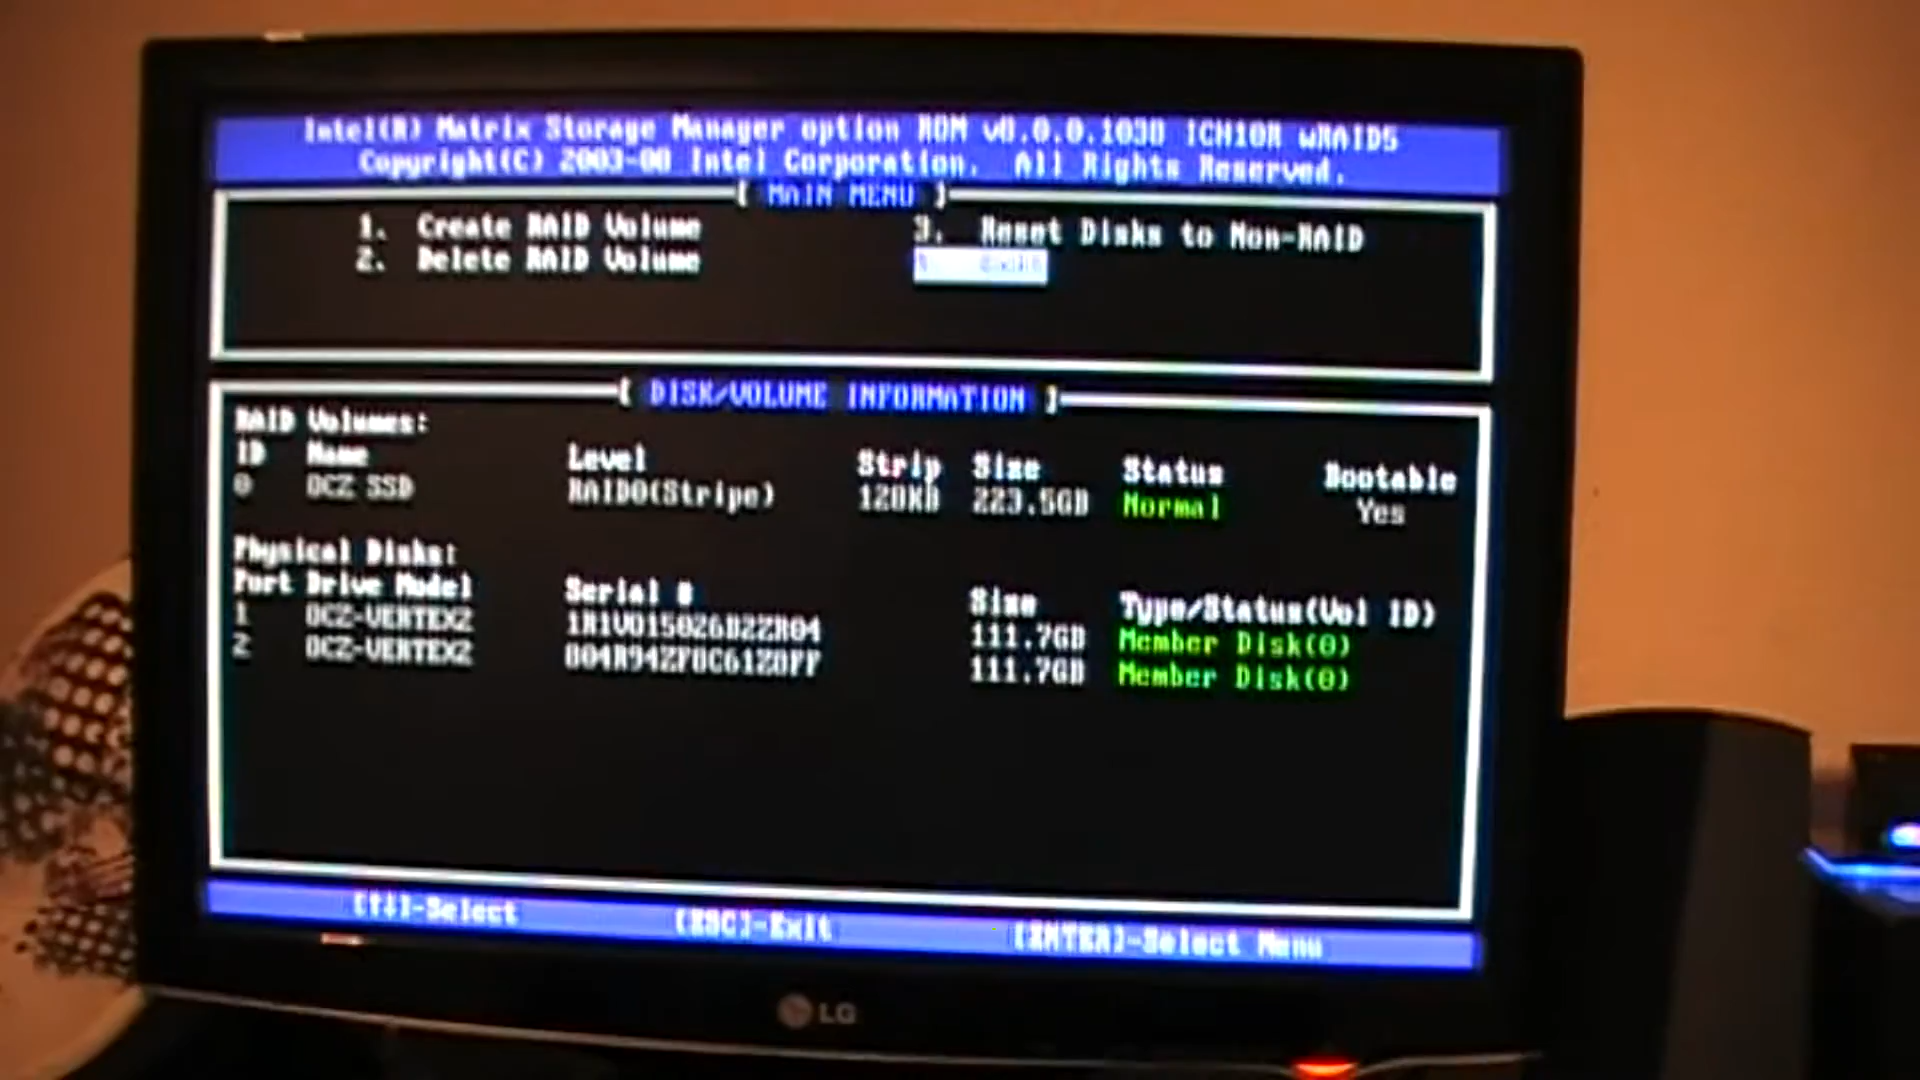 Intel(R) Matrix Storage Manager option ROM v8.0.0.1038 ICH10R wRAID5
Copyright(C) 2003-08 Intel Corporation. All Rights Reserved.
[ MAIN MENU ]
1. Create RAID Volume
2. Delete RAID Volume
3. Reset Disks to Non-RAID
4. Exit
[ DISK/VOLUME INFORMATION ]
RAID Volumes:
ID Name Level Strip Size Status Bootable
0 OCZ SSD RAID0(Stripe) 128KB 223.5GB Normal Yes
Physical Disks:
Port Drive Model Serial # Size Type/Status(Vol ID)
1 OCZ-VERTEX2 111.7GB Member Disk(0)
2 OCZ-VERTEX2 111.7GB Member Disk(0)
[↑↓]-Select [ESC]-Exit [ENTER]-Select Menu
LG